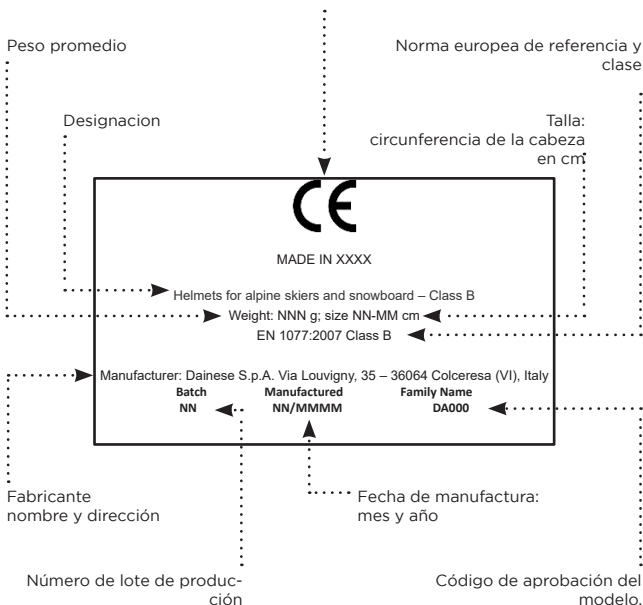 Peso promedio
Norma europea de referencia y
clase
Designacion
Talla:
circunferencia de la cabeza
en cm
CE
MADE IN XXXX
Helmets for alpine skiers and snowboard – Class B
Weight: NNN g; size NN-MM cm
EN 1077:2007 Class B
Manufacturer: Dainese S.p.A. Via Louvigny, 35 – 36064 Colceresa (VI), Italy
Batch Manufactured Family Name
NN NN/MMMM DA000
Fabricante
nombre y dirección
Fecha de manufactura:
mes y año
Número de lote de produc-
ción
Código de aprobación del
modelo.